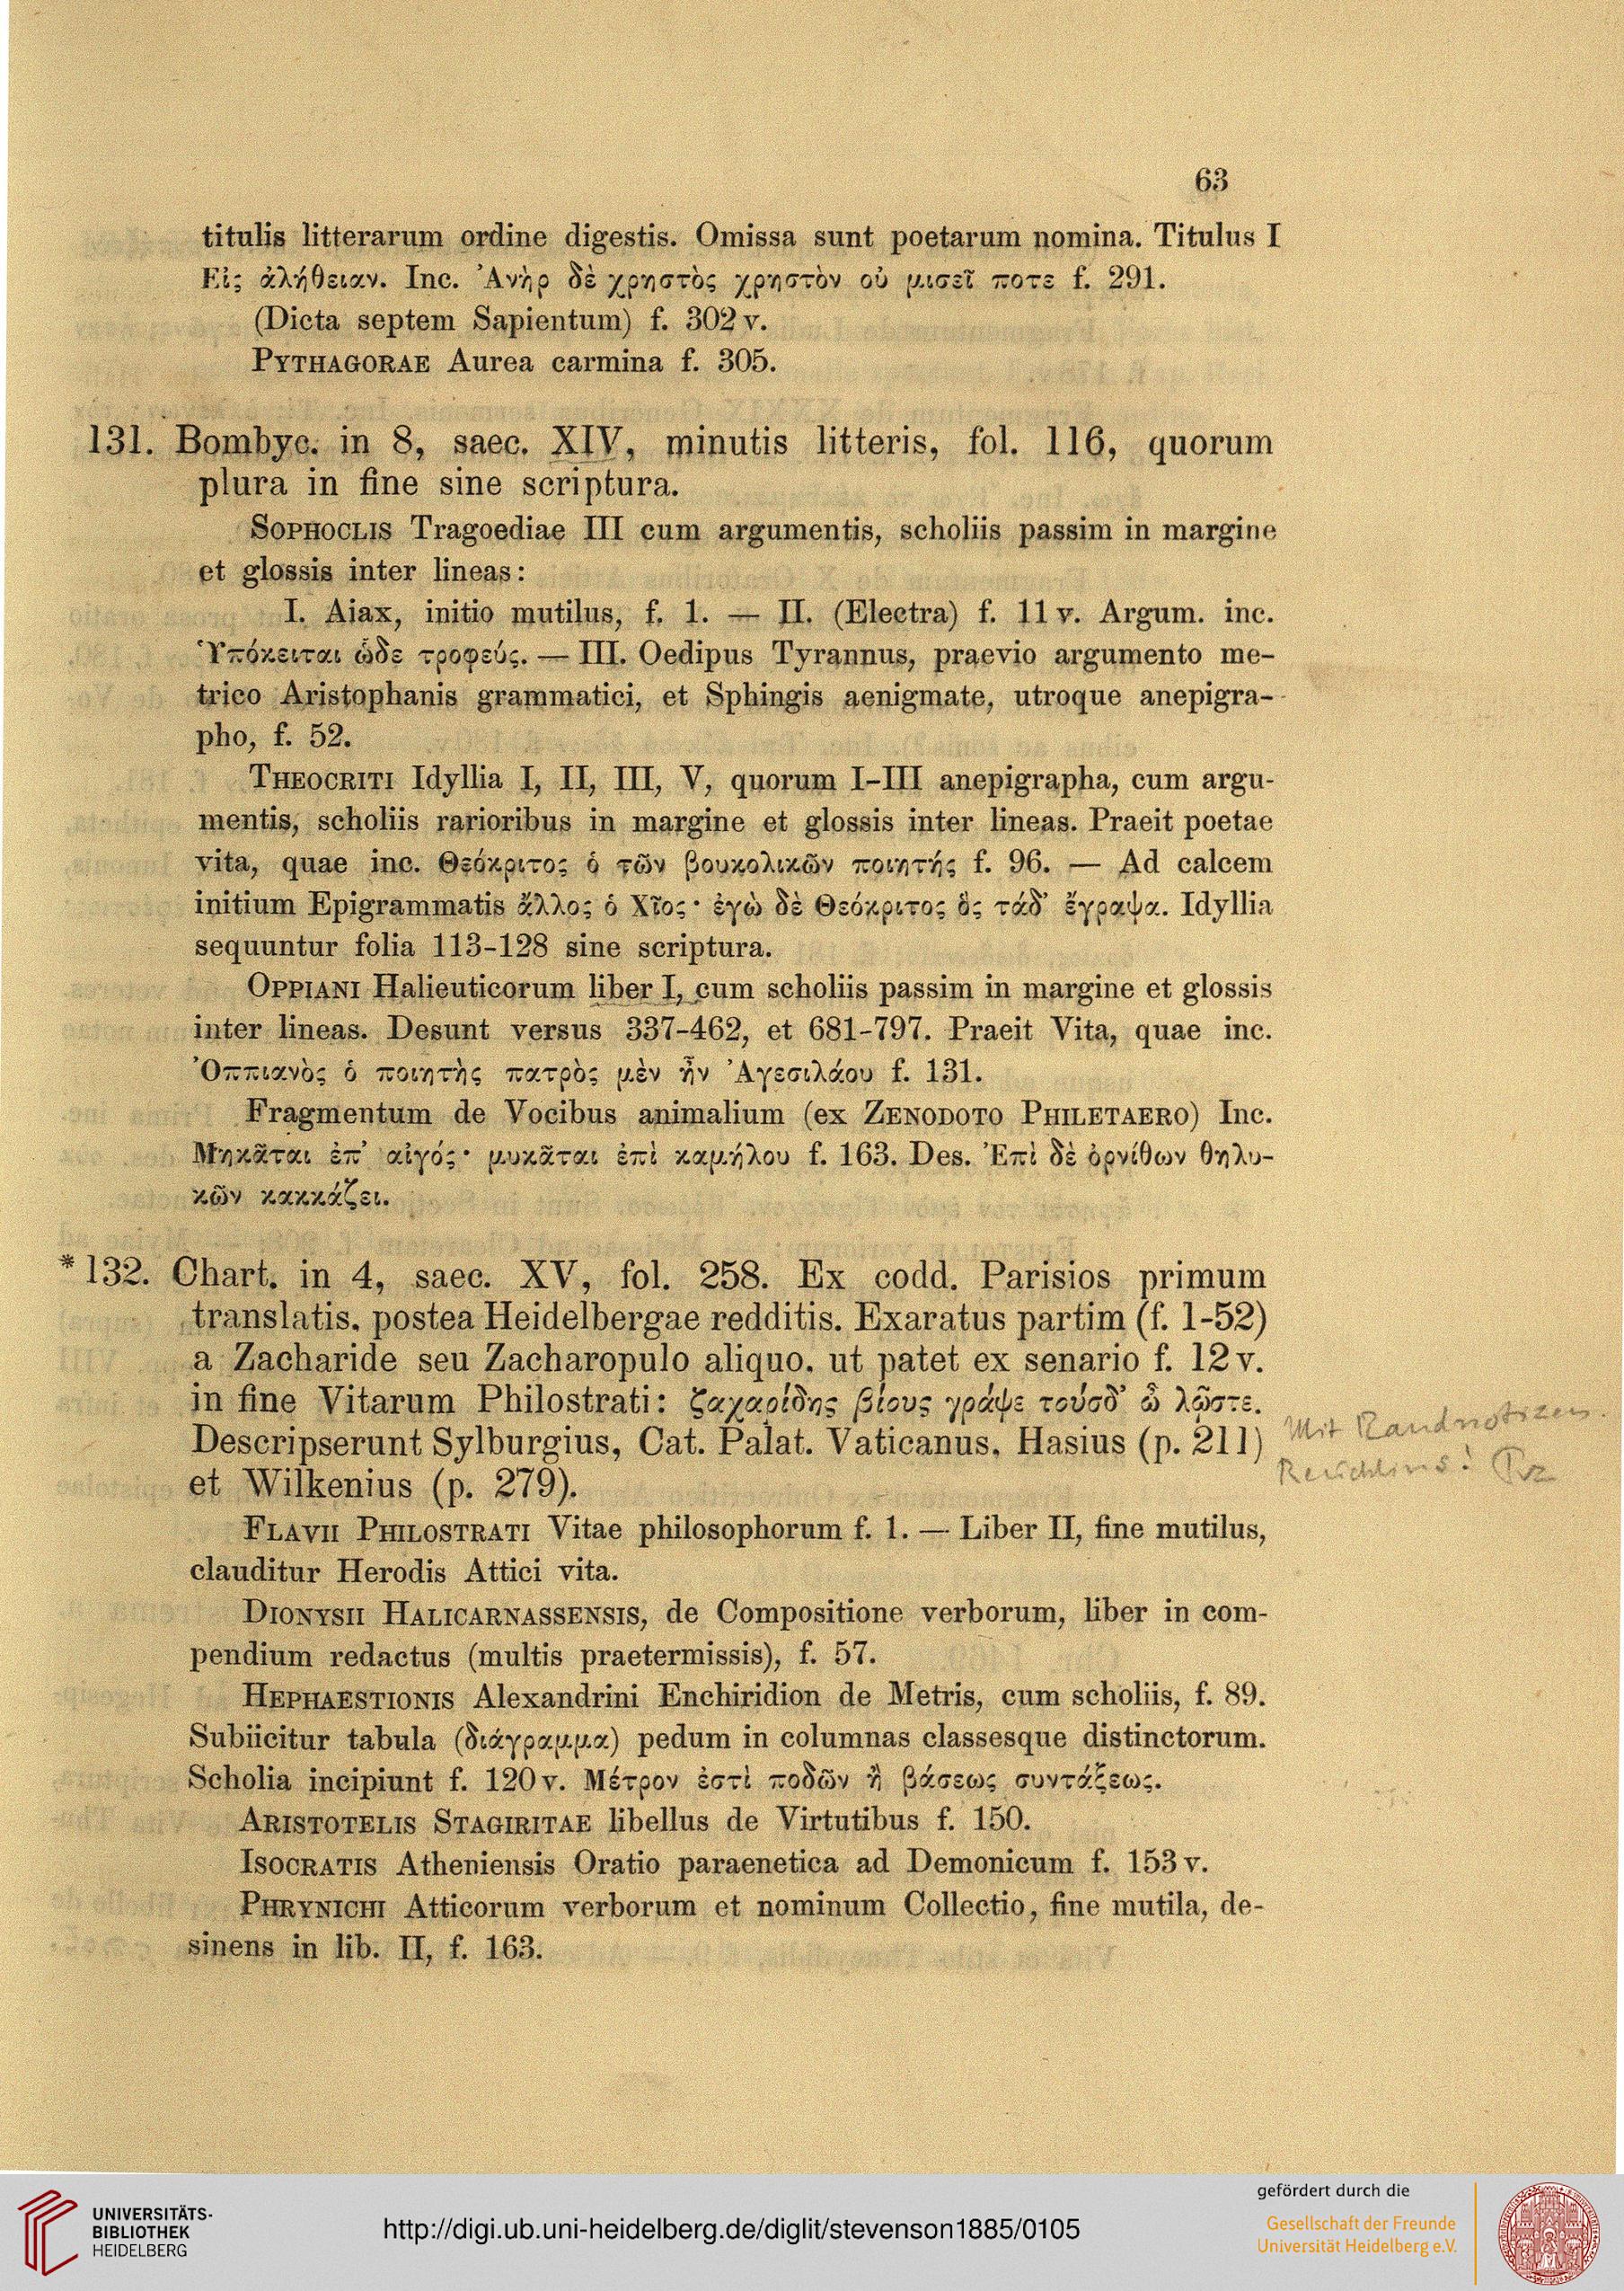 63
titulis litterarum ordine digestis. Omissa sunt poetarum nomina. Titulus I
Εἰς ἀλήθειαν. Inc. Ἀνὴρ δὲ χρηστὸς χρηστὸν οὐ μισεῖ ποτε f. 291.
(Dicta septem Sapientum) f. 302 v.
PYTHAGORAE Aurea carmina f. 305.
131. Bombyc. in 8, saec. XIV, minutis litteris, fol. 116, quorum
plura in fine sine scriptura.
SOPHOCLIS Tragoediae III cum argumentis, scholiis passim in margine
et glossis inter lineas:
I. Aiax, initio mutilus, f. 1. — II. (Electra) f. 11 v. Argum. inc.
Ὑπόκειται ὧδε τροφεύς. — III. Oedipus Tyrannus, praevio argumento me-
trico Aristophanis grammatici, et Sphingis aenigmate, utroque anepigra-
pho, f. 52.
THEOCRITI Idyllia I, II, III, V, quorum I-III anepigrapha, cum argu-
mentis, scholiis rarioribus in margine et glossis inter lineas. Praeit poetae
vita, quae inc. Θεόκριτος ὁ τῶν βουκολικῶν ποιητής f. 96. — Ad calcem
initium Epigrammatis ἄλλος ὁ Χῖος· ἐγὼ δὲ Θεόκριτος ὃς τάδ’ ἔγραψα. Idyllia
sequuntur folia 113-128 sine scriptura.
OPPIANI Halieuticorum liber I, cum scholiis passim in margine et glossis
inter lineas. Desunt versus 337-462, et 681-797. Praeit Vita, quae inc.
Ὀππιανὸς ὁ ποιητὴς πατρὸς μὲν ἦν Ἀγεσιλάου f. 131.
Fragmentum de Vocibus animalium (ex ZENODOTO PHILETAERO) Inc.
Μηκᾶται ἐπ’ αἰγός· μυκᾶται ἐπὶ καμήλου f. 163. Des. Ἐπὶ δὲ ὀρνίθων θηλυ-
κῶν κακκάζει.
*132. Chart. in 4, saec. XV, fol. 258. Ex codd. Parisios primum
translatis, postea Heidelbergae redditis. Exaratus partim (f. 1-52)
a Zacharide seu Zacharopulo aliquo, ut patet ex senario f. 12 v.
in fine Vitarum Philostrati: ζαχαρίδης βίους γράψε τούσδ’ ὦ λῷστε.
Descripserunt Sylburgius, Cat. Palat. Vaticanus, Hasius (p. 211)
et Wilkenius (p. 279).
Mit Randnotizen
Reuchlins!
FLAVII PHILOSTRATI Vitae philosophorum f. 1. — Liber II, fine mutilus,
clauditur Herodis Attici vita.
DIONYSII HALICARNASSENSIS, de Compositione verborum, liber in com-
pendium redactus (multis praetermissis), f. 57.
HEPHAESTIONIS Alexandrini Enchiridion de Metris, cum scholiis, f. 89.
Subiicitur tabula (διάγραμμα) pedum in columnas classesque distinctorum.
Scholia incipiunt f. 120 v. Μέτρον ἐστὶ ποδῶν ἢ βάσεως συντάξεως.
ARISTOTELIS STAGIRITAE libellus de Virtutibus f. 150.
ISOCRATIS Atheniensis Oratio paraenetica ad Demonicum f. 153 v.
PHRYNICHI Atticorum verborum et nominum Collectio, fine mutila, de-
sinens in lib. II, f. 163.
UNIVERSITÄTS-
BIBLIOTHEK
HEIDELBERG
http://digi.ub.uni-heidelberg.de/diglit/stevenson1885/0105
gefördert durch die
Gesellschaft der Freunde
Universität Heidelberg e.V.